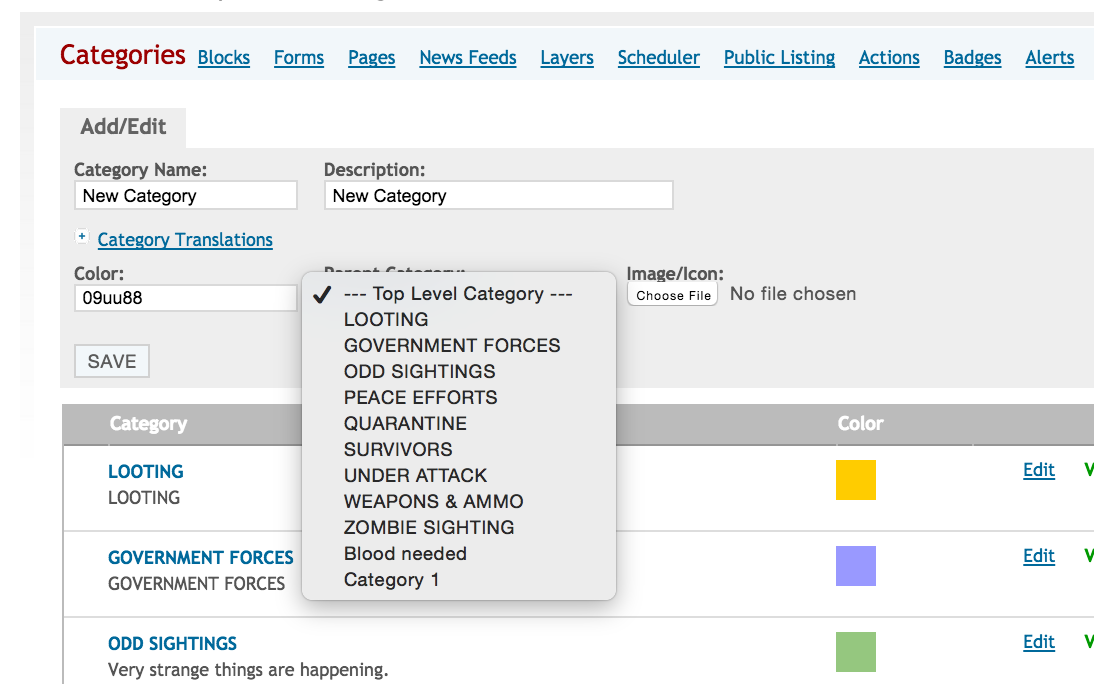 Categories Blocks Forms Pages News Feeds Layers Scheduler Public Listing Actions Badges Alerts
Add/Edit
Category Name: Description:
New Category New Category
+ Category Translations
Color: Parent Category: Image/Icon:
09uu88 Choose File No file chosen
SAVE
✓ --- Top Level Category ---
LOOTING
GOVERNMENT FORCES
ODD SIGHTINGS
PEACE EFFORTS
QUARANTINE
SURVIVORS
UNDER ATTACK
WEAPONS & AMMO
ZOMBIE SIGHTING
Blood needed
Category 1
Category Color
LOOTING Edit
LOOTING
GOVERNMENT FORCES Edit
GOVERNMENT FORCES
ODD SIGHTINGS Edit
Very strange things are happening.